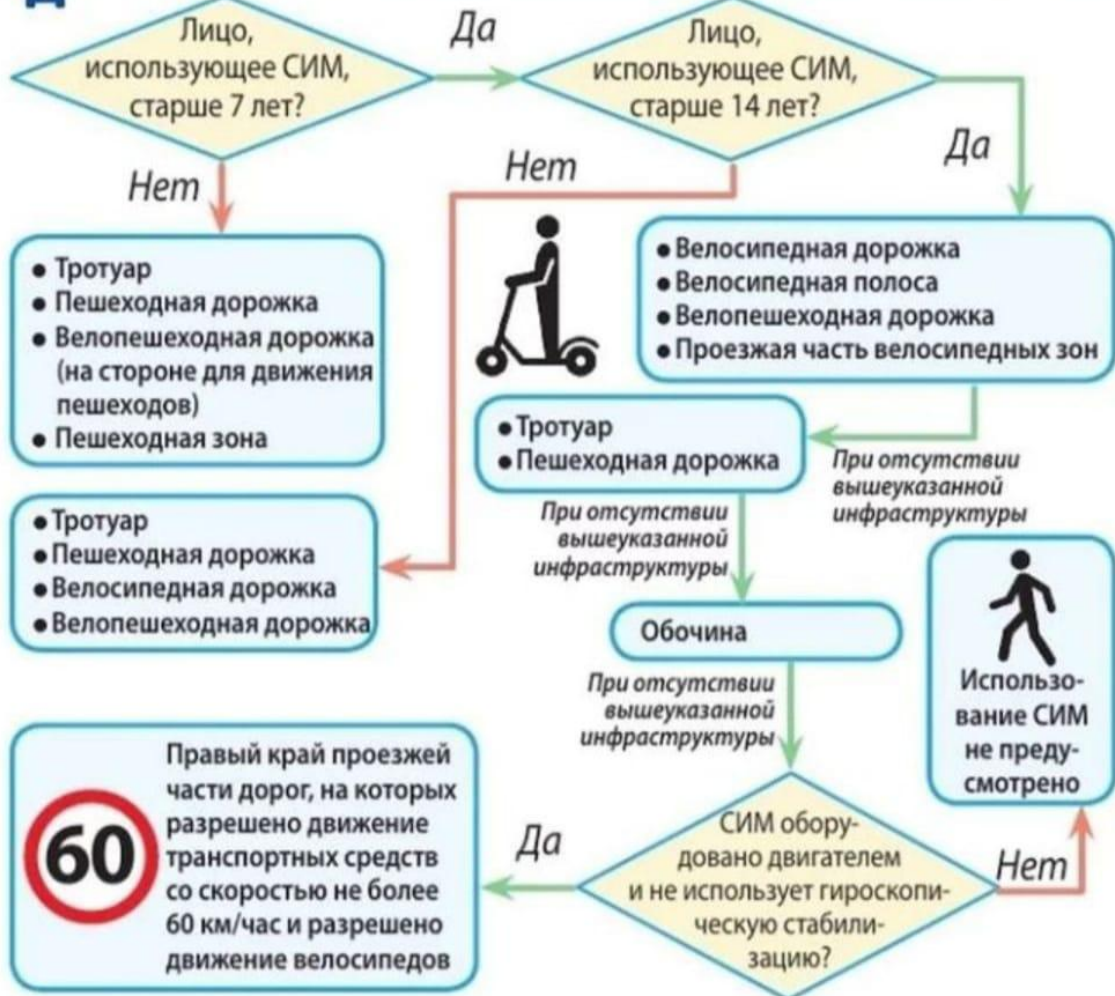 Лицо,
использующее СИМ,
старше 7 лет?
Да
Лицо,
использующее СИМ,
старше 14 лет?
Да
Нет
Нет
• Тротуар
• Пешеходная дорожка
• Велопешеходная дорожка
(на стороне для движения
пешеходов)
• Пешеходная зона
• Велосипедная дорожка
• Велосипедная полоса
• Велопешеходная дорожка
• Проезжая часть велосипедных зон
• Тротуар
• Пешеходная дорожка
При отсутствии
вышеуказанной
инфраструктуры
• Тротуар
• Пешеходная дорожка
• Велосипедная дорожка
• Велопешеходная дорожка
При отсутствии
вышеуказанной
инфраструктуры
Обочина
При отсутствии
вышеуказанной
инфраструктуры
Использо-
вание СИМ
не преду-
смотрено
СИМ обору-
довано двигателем
и не использует гироскопи-
ческую стабили-
зацию?
Нет
Да
60
Правый край проезжей
части дорог, на которых
разрешено движение
транспортных средств
со скоростью не более
60 км/час и разрешено
движение велосипедов